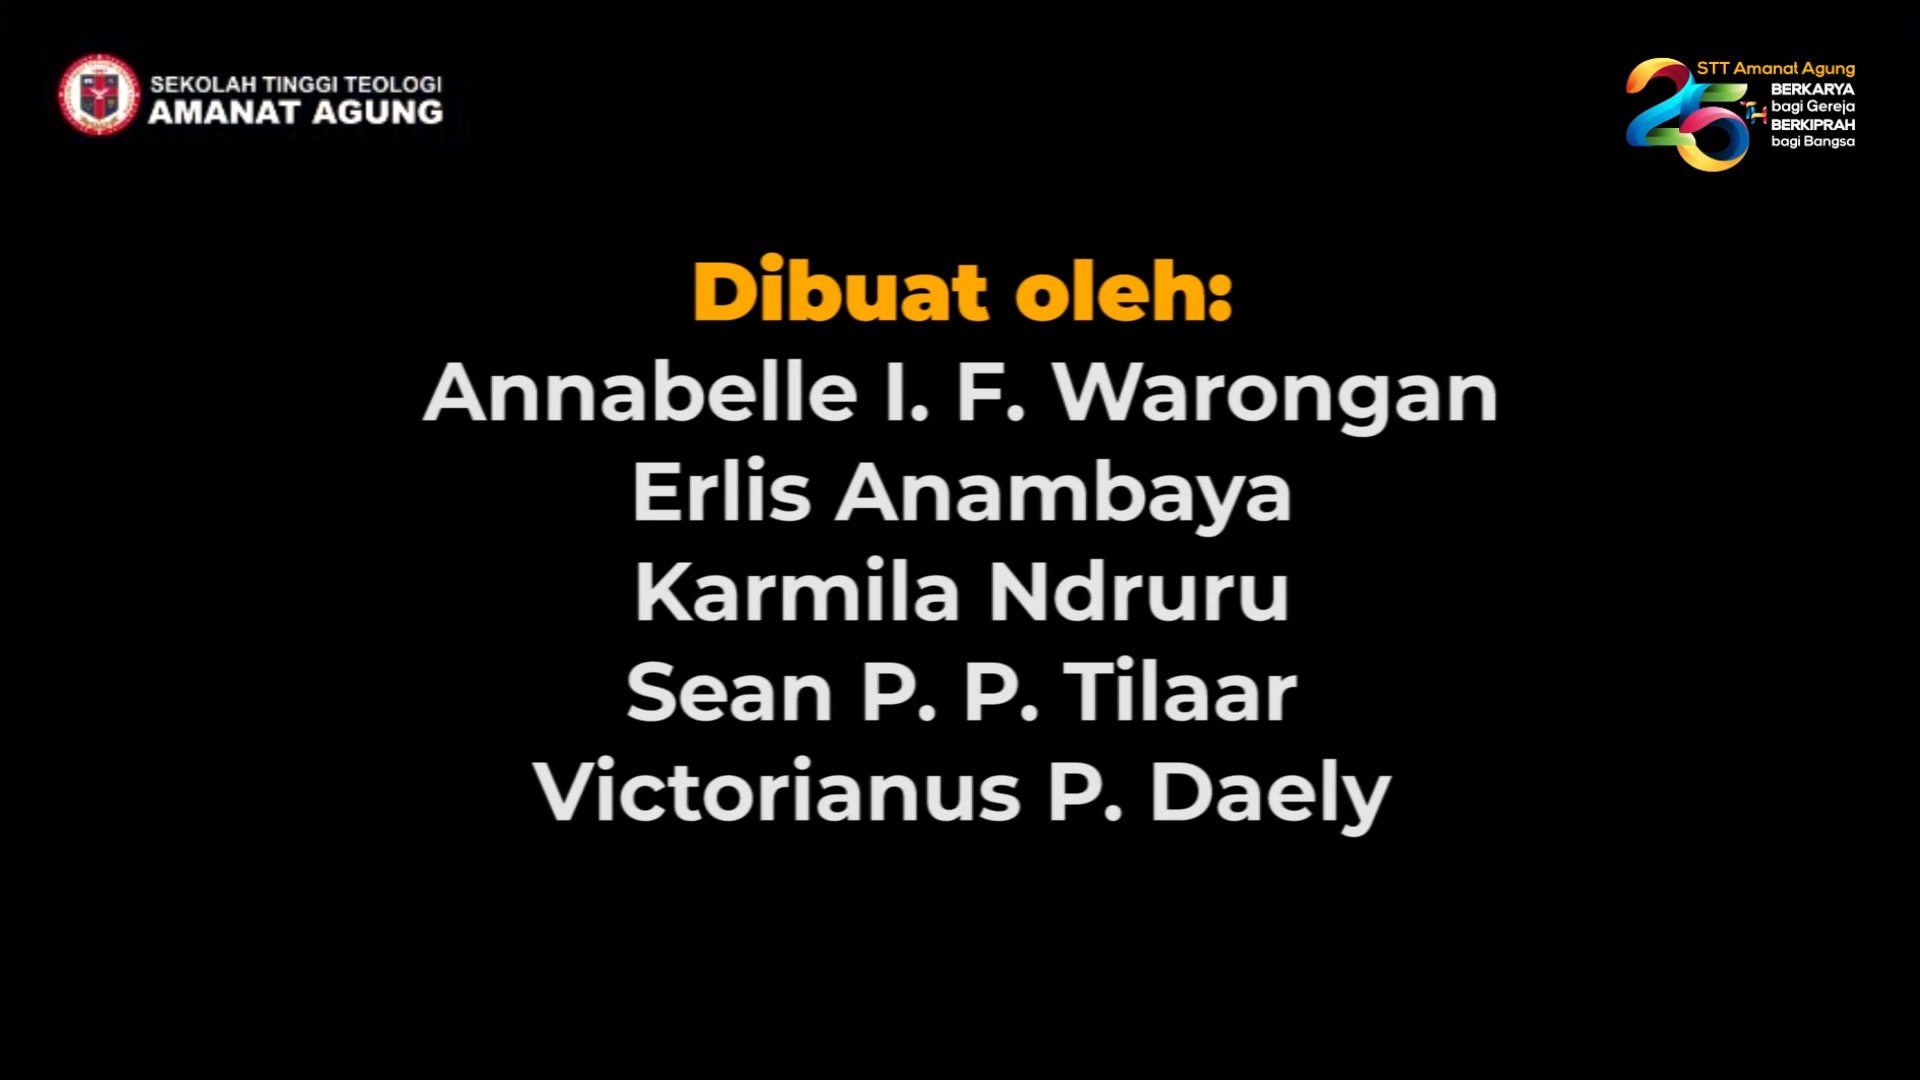 SEKOLAH TINGGI TEOLOGI
AMANAT AGUNG
STT Amanat Agung
25TH
BERKARYA
bagi Gereja
BERKIPRAH
bagi Bangsa
Dibuat oleh:
Annabelle I. F. Warongan
Erlis Anambaya
Karmila Ndruru
Sean P. P. Tilaar
Victorianus P. Daely